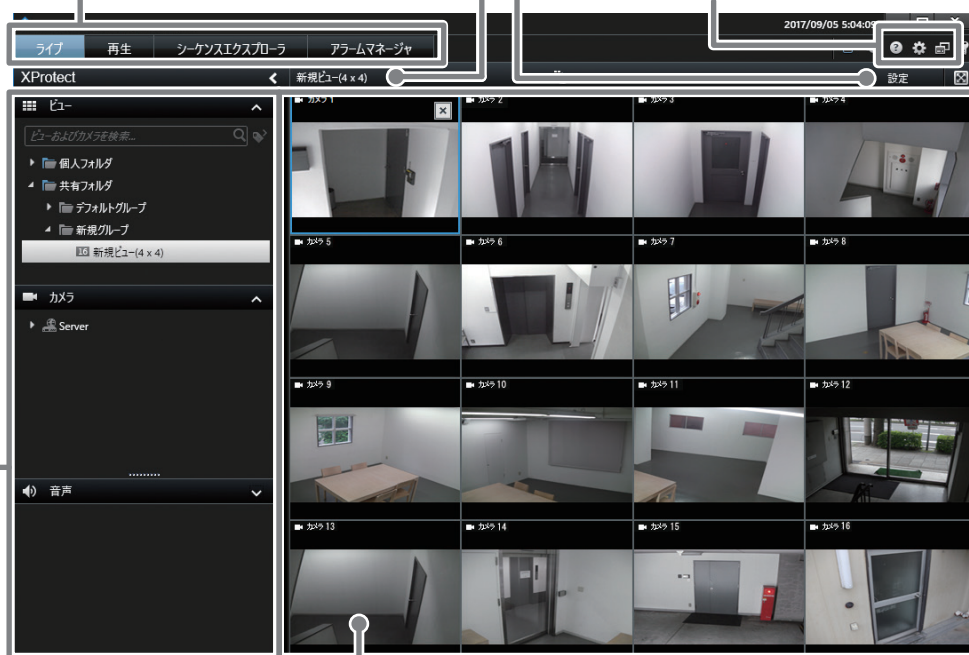 2017/09/05 5:04:09
ライブ 再生 シーケンスエクスプローラ アラームマネージャ
XProtect 新規ビュー(4 x 4) 設定
ビュー
ビューおよびカメラを検索...
個人フォルダ
共有フォルダ
デフォルトグループ
新規グループ
16 新規ビュー(4 x 4)
カメラ
Server
音声
カメラ 1 カメラ 2 カメラ 3 カメラ 4
カメラ 5 カメラ 6 カメラ 7 カメラ 8
カメラ 9 カメラ 10 カメラ 11 カメラ 12
カメラ 13 カメラ 14 カメラ 15 カメラ 16